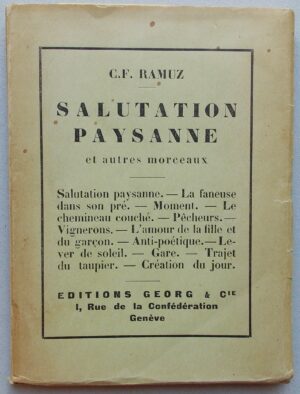 C.F. RAMUZ
SALUTATION
PAYSANNE
et autres morceaux
Salutation paysanne. — La faneuse
dans son pré. — Moment. — Le
chemineau couché. — Pêcheurs. —
Vignerons. — L'amour de la fille et
du garçon. — Anti-poétique. — Le-
ver de soleil. — Gare. — Trajet
du taupier. — Création du jour.
EDITIONS GEORG & CIE
1, Rue de la Confédération
Genève